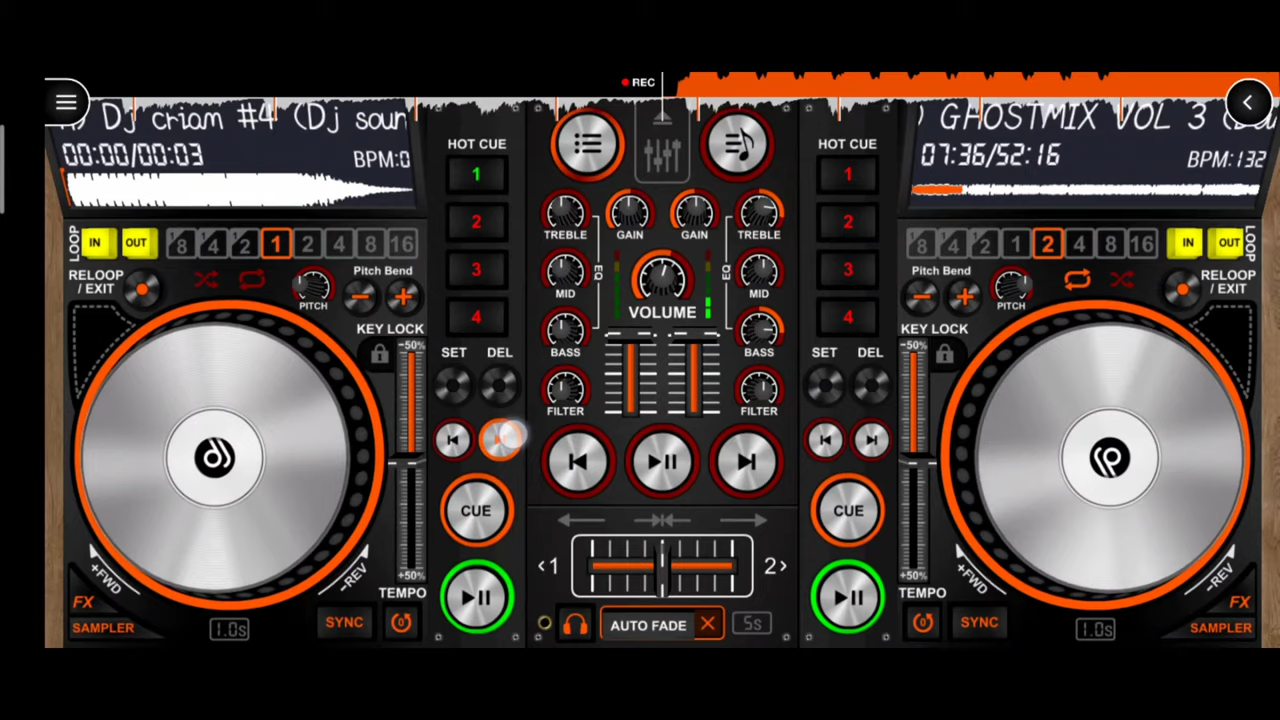 REC
Dj criam #4 (Dj soun
00:00/00:03
BPM:0
) GHOSTMIX VOL 3 (Da
07:36/52:16
BPM:132
LOOP
IN
OUT
/8 /4 /2 1 2 4 8 16
RELOOP
/ EXIT
PITCH
Pitch Bend
KEY LOCK
-50%
+50%
TEMPO
HOT CUE
1
2
3
4
SET
DEL
CUE
+FWD
-REV
FX
SAMPLER
1.0s
SYNC
0
TREBLE
GAIN
GAIN
TREBLE
MID
EQ
EQ
MID
VOLUME
BASS
BASS
FILTER
FILTER
<1
2>
AUTO FADE
5s
HOT CUE
1
2
3
4
SET
DEL
CUE
/8 /4 /2 1 2 4 8 16
IN
OUT
LOOP
Pitch Bend
PITCH
RELOOP
/ EXIT
KEY LOCK
-50%
+50%
TEMPO
+FWD
-REV
0
SYNC
1.0s
FX
SAMPLER